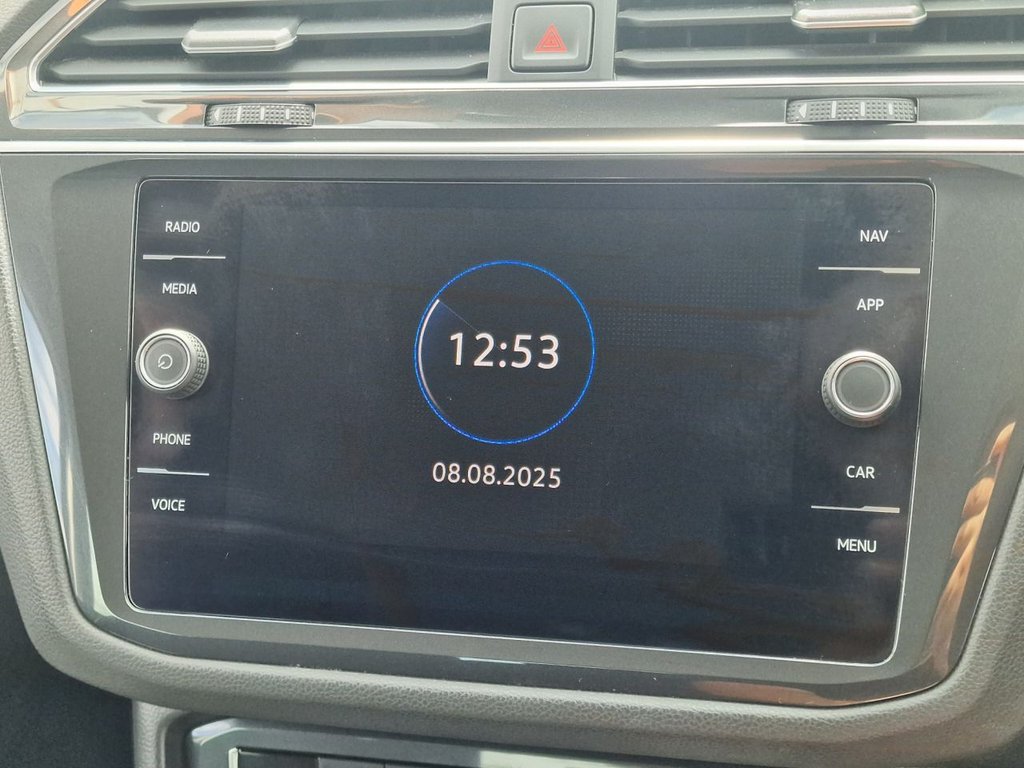 RADIO
MEDIA
PHONE
VOICE
12:53
08.08.2025
NAV
APP
CAR
MENU